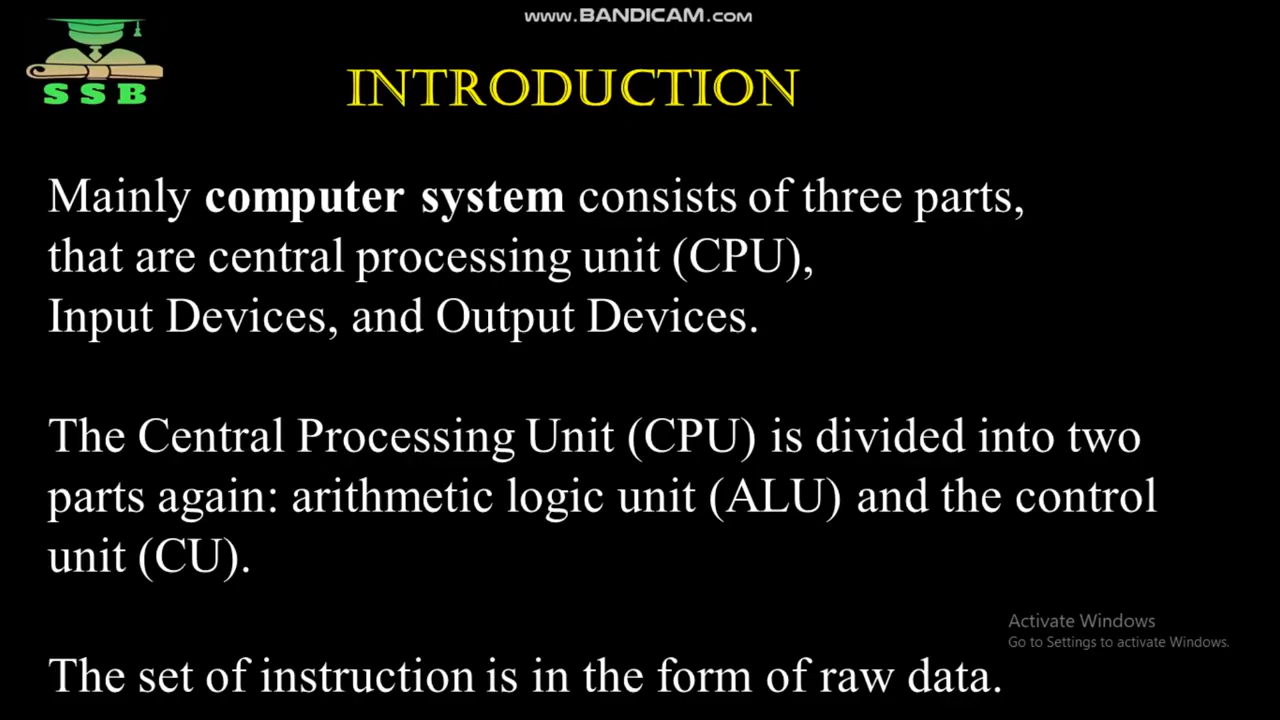 www.BANDICAM.com
SSB
INTRODUCTION
Mainly computer system consists of three parts,
that are central processing unit (CPU),
Input Devices, and Output Devices.
The Central Processing Unit (CPU) is divided into two
parts again: arithmetic logic unit (ALU) and the control
unit (CU).
Activate Windows
Go to Settings to activate Windows.
The set of instruction is in the form of raw data.